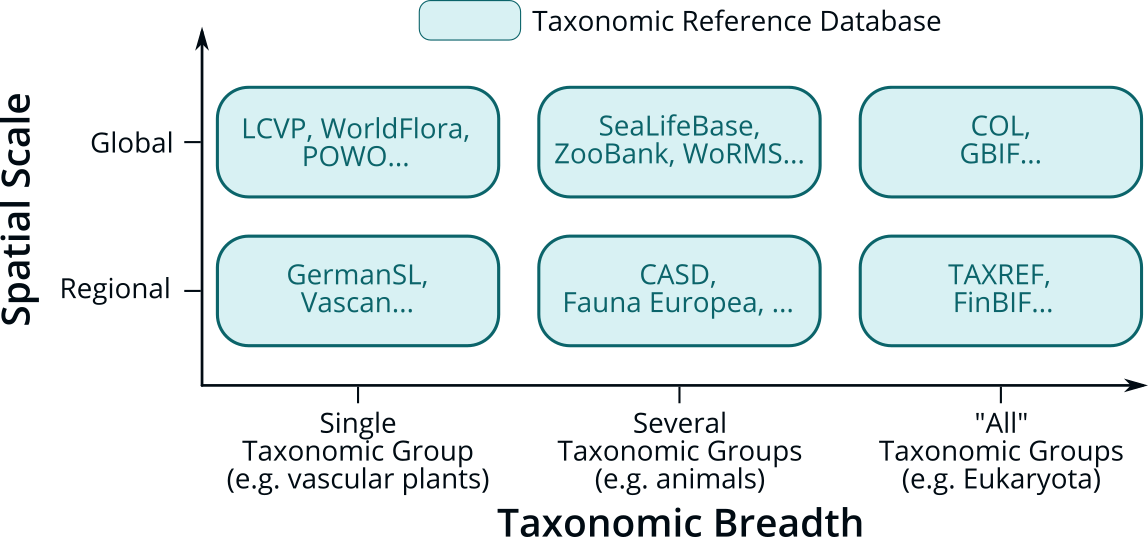 Taxonomic Reference Database
Spatial Scale
Global
LCVP, WorldFlora,
POWO...
SeaLifeBase,
ZooBank, WoRMS...
COL,
GBIF...
Regional
GermanSL,
Vascan...
CASD,
Fauna Europea, ...
TAXREF,
FinBIF...
Single
Taxonomic Group
(e.g. vascular plants)
Several
Taxonomic Groups
(e.g. animals)
"All"
Taxonomic Groups
(e.g. Eukaryota)
Taxonomic Breadth